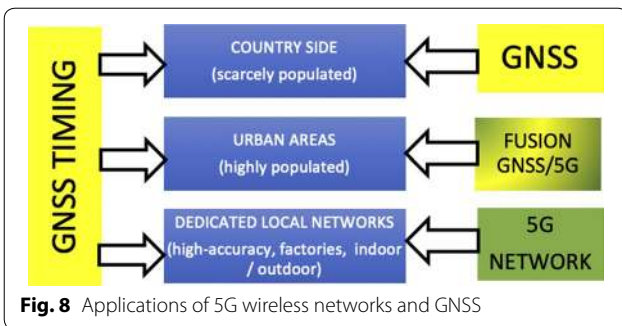 GNSS TIMING
COUNTRY SIDE
(scarcely populated)
GNSS
URBAN AREAS
(highly populated)
FUSION
GNSS/5G
DEDICATED LOCAL NETWORKS
(high-accuracy, factories, indoor
/ outdoor)
5G
NETWORK
Fig. 8 Applications of 5G wireless networks and GNSS